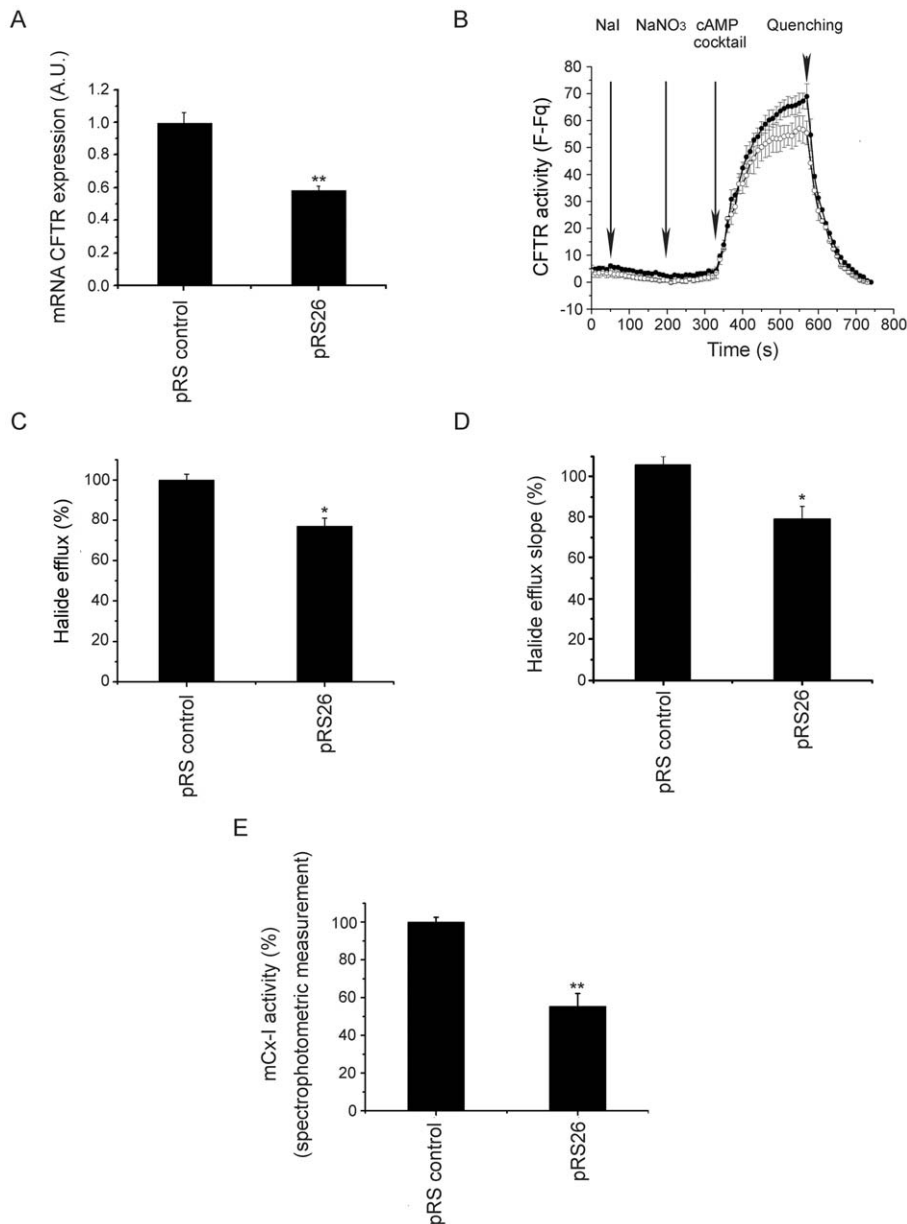 A
mRNA CFTR expression (A.U.)
1.2
1.0
0.8
0.6
0.4
0.2
0.0
**
pRS control
pRS26
B
NaI
NaNO3
cAMP
cocktail
Quenching
CFTR activity (F-Fq)
80
70
60
50
40
30
20
10
0
-10
0
100
200
300
400
500
600
700
800
Time (s)
C
Halide efflux (%)
100
80
60
40
20
0
*
pRS control
pRS26
D
Halide efflux slope (%)
100
80
60
40
20
0
*
pRS control
pRS26
E
mCx-I activity (%)
(spectrophotometric measurement)
100
80
60
40
20
0
**
pRS control
pRS26